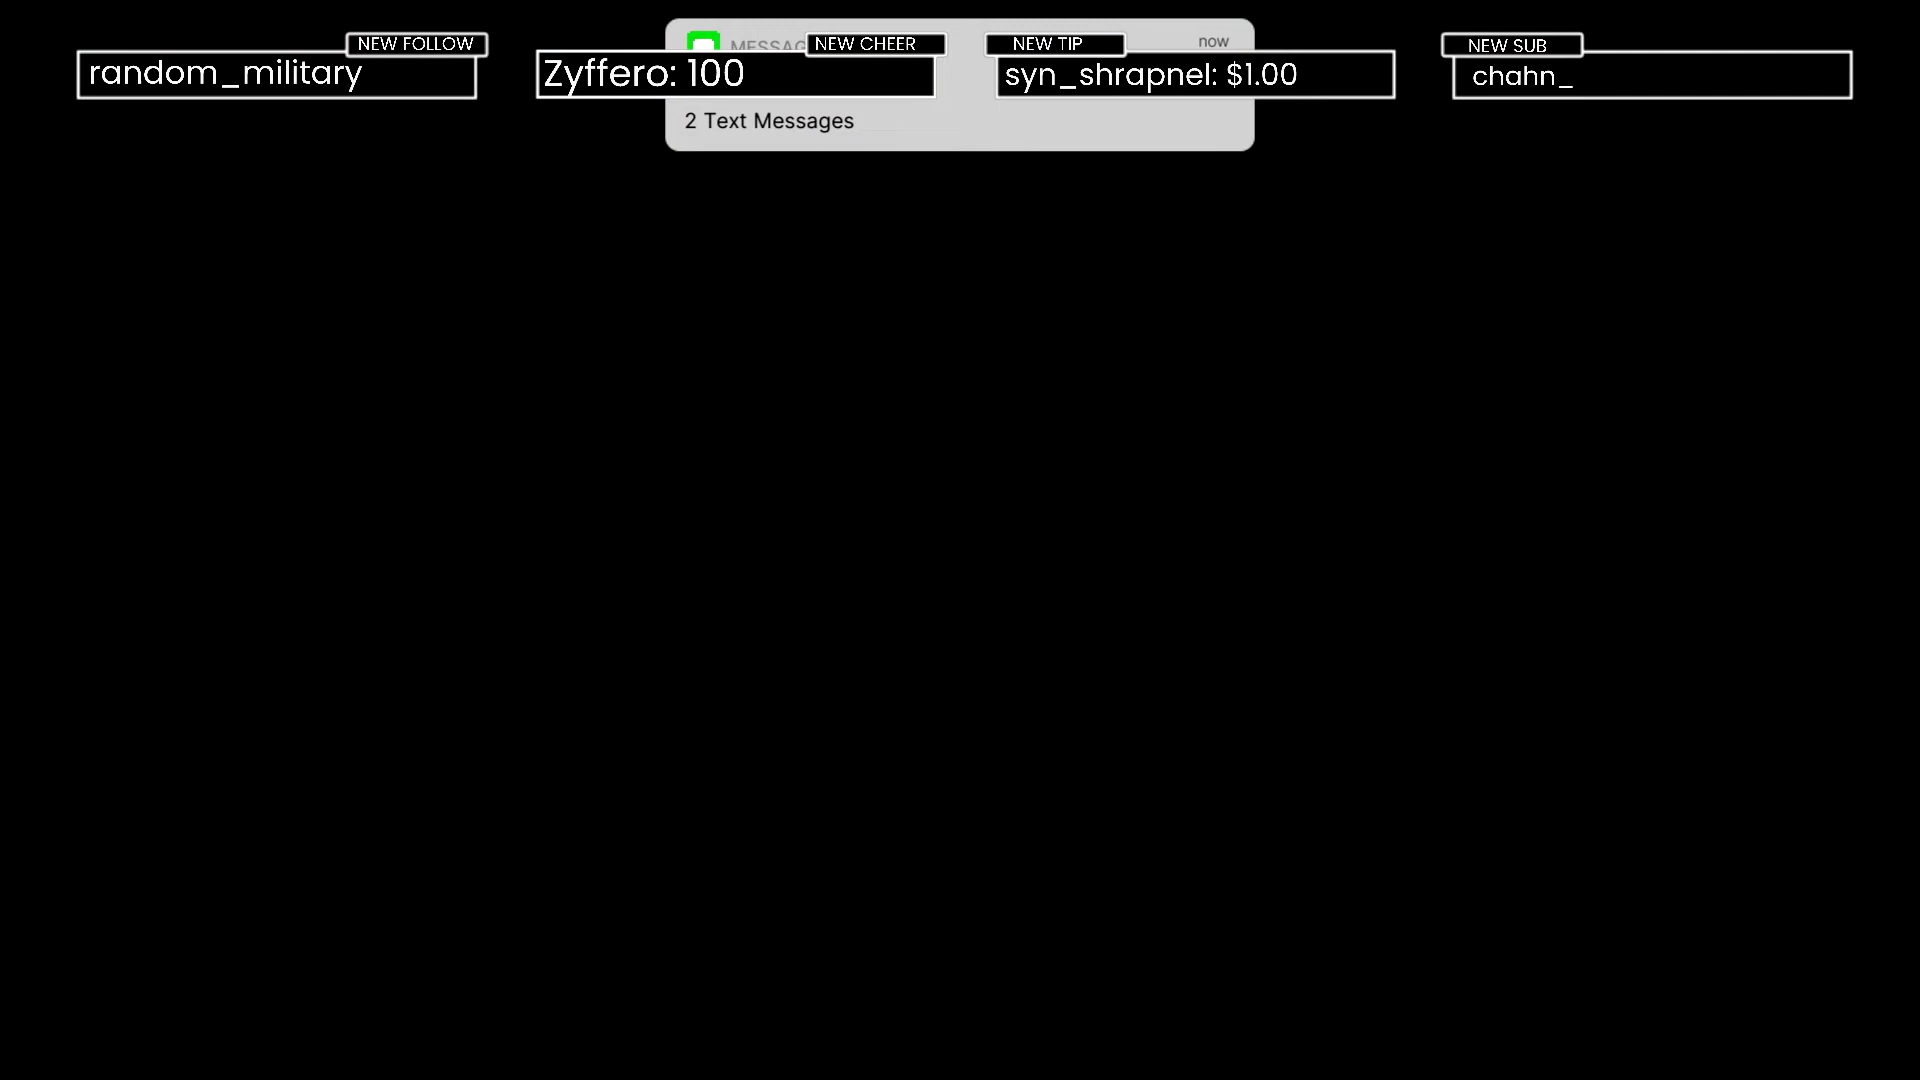 NEW FOLLOW
random_military
NEW CHEER
Zyffero: 100
NEW TIP
syn_shrapnel: $1.00
NEW SUB
chahn_
MESSAG
now
2 Text Messages